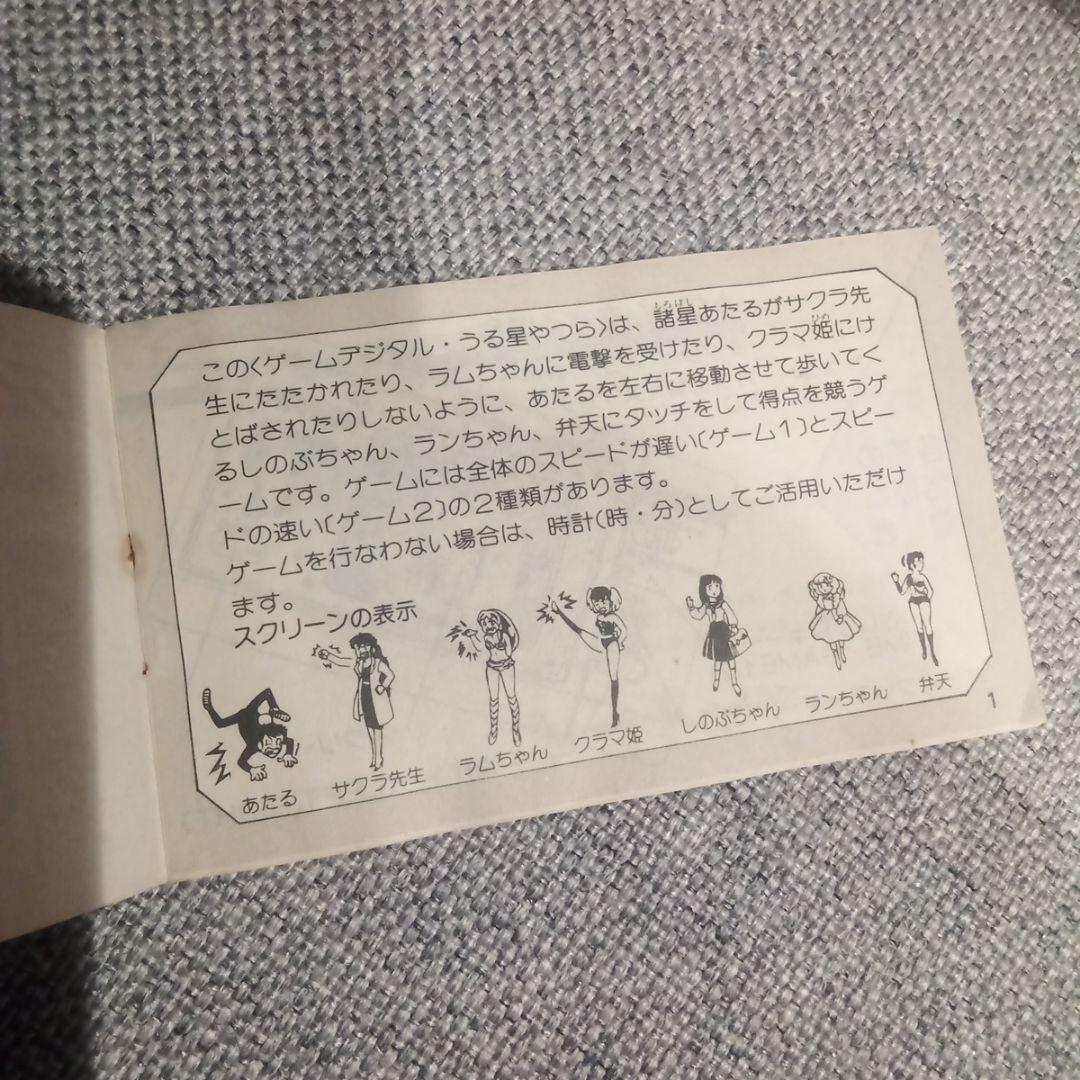 このくゲームデジタル・うる星やつら〉は、諸星あたるがサクラ先
生にたたかれたり、ラムちゃんに電撃を受けたり、クラマ姫にけ
とばされたりしないように、あたるを左右に移動させて歩いてく
るしのぶちゃん、ランちゃん、弁天にタッチをして得点を競うゲ
ームです。ゲームには全体のスピードが遅い(ゲーム1)とスピー
ドの速い(ゲーム2)の2種類があります。
ゲームを行なわない場合は、時計(時・分)としてご活用いただけ
ます。
スクリーンの表示
あたる
サクラ先生
ラムちゃん
クラマ姫
しのぶちゃん
ランちゃん
弁天
1